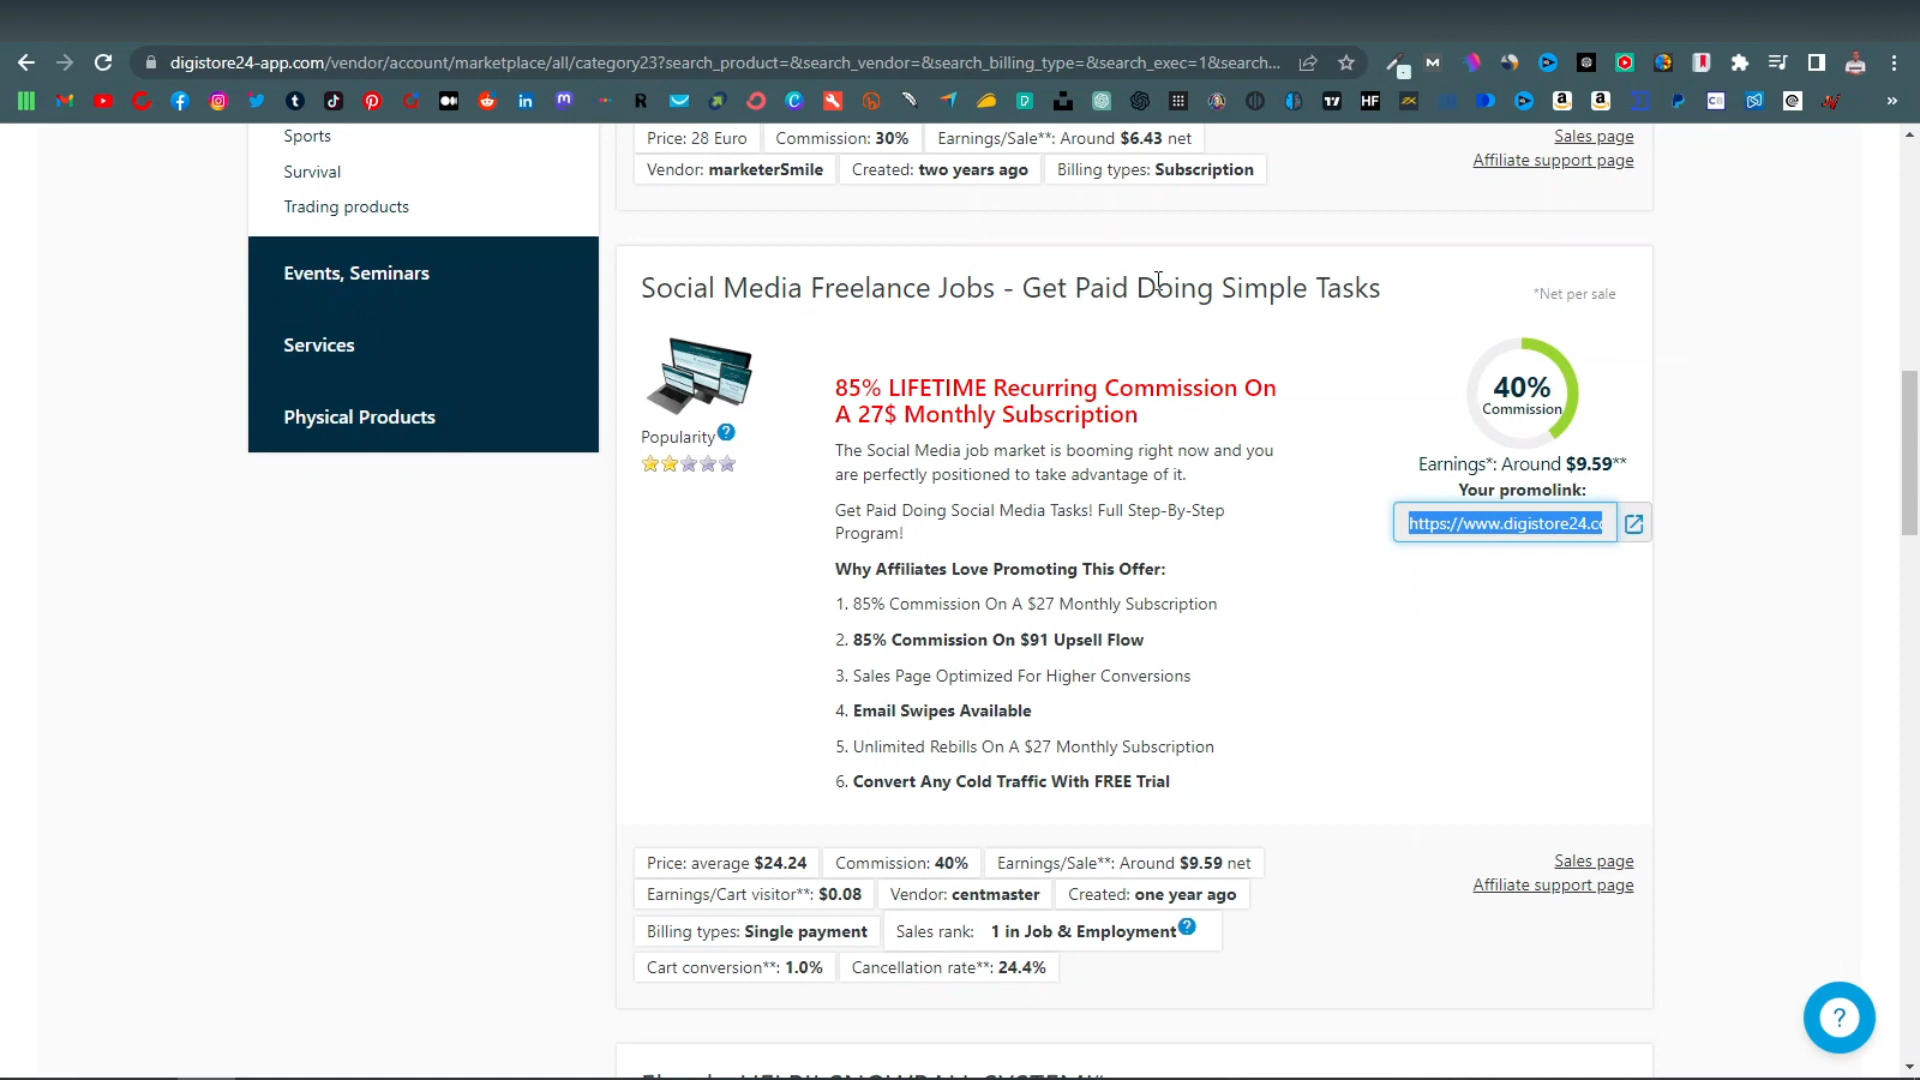 digistore24-app.com/vendor/account/marketplace/all/category23?search_product=&search_vendor=&search_billing_type=&search_exec=1&search...
Sports
Survival
Trading products
Events, Seminars
Services
Physical Products
Price: 28 Euro
Commission: 30%
Earnings/Sale**: Around $6.43 net
Vendor: marketerSmile
Created: two years ago
Billing types: Subscription
Sales page
Affiliate support page
Social Media Freelance Jobs - Get Paid Doing Simple Tasks
*Net per sale
Popularity
85% LIFETIME Recurring Commission On
A 27$ Monthly Subscription
The Social Media job market is booming right now and you
are perfectly positioned to take advantage of it.
Get Paid Doing Social Media Tasks! Full Step-By-Step
Program!
Why Affiliates Love Promoting This Offer:
1. 85% Commission On A $27 Monthly Subscription
2. 85% Commission On $91 Upsell Flow
3. Sales Page Optimized For Higher Conversions
4. Email Swipes Available
5. Unlimited Rebills On A $27 Monthly Subscription
6. Convert Any Cold Traffic With FREE Trial
40%
Commission
Earnings*: Around $9.59**
Your promolink:
https://www.digistore24.co
Price: average $24.24
Commission: 40%
Earnings/Sale**: Around $9.59 net
Earnings/Cart visitor**: $0.08
Vendor: centmaster
Created: one year ago
Billing types: Single payment
Sales rank: 1 in Job & Employment
Cart conversion**: 1.0%
Cancellation rate**: 24.4%
Sales page
Affiliate support page